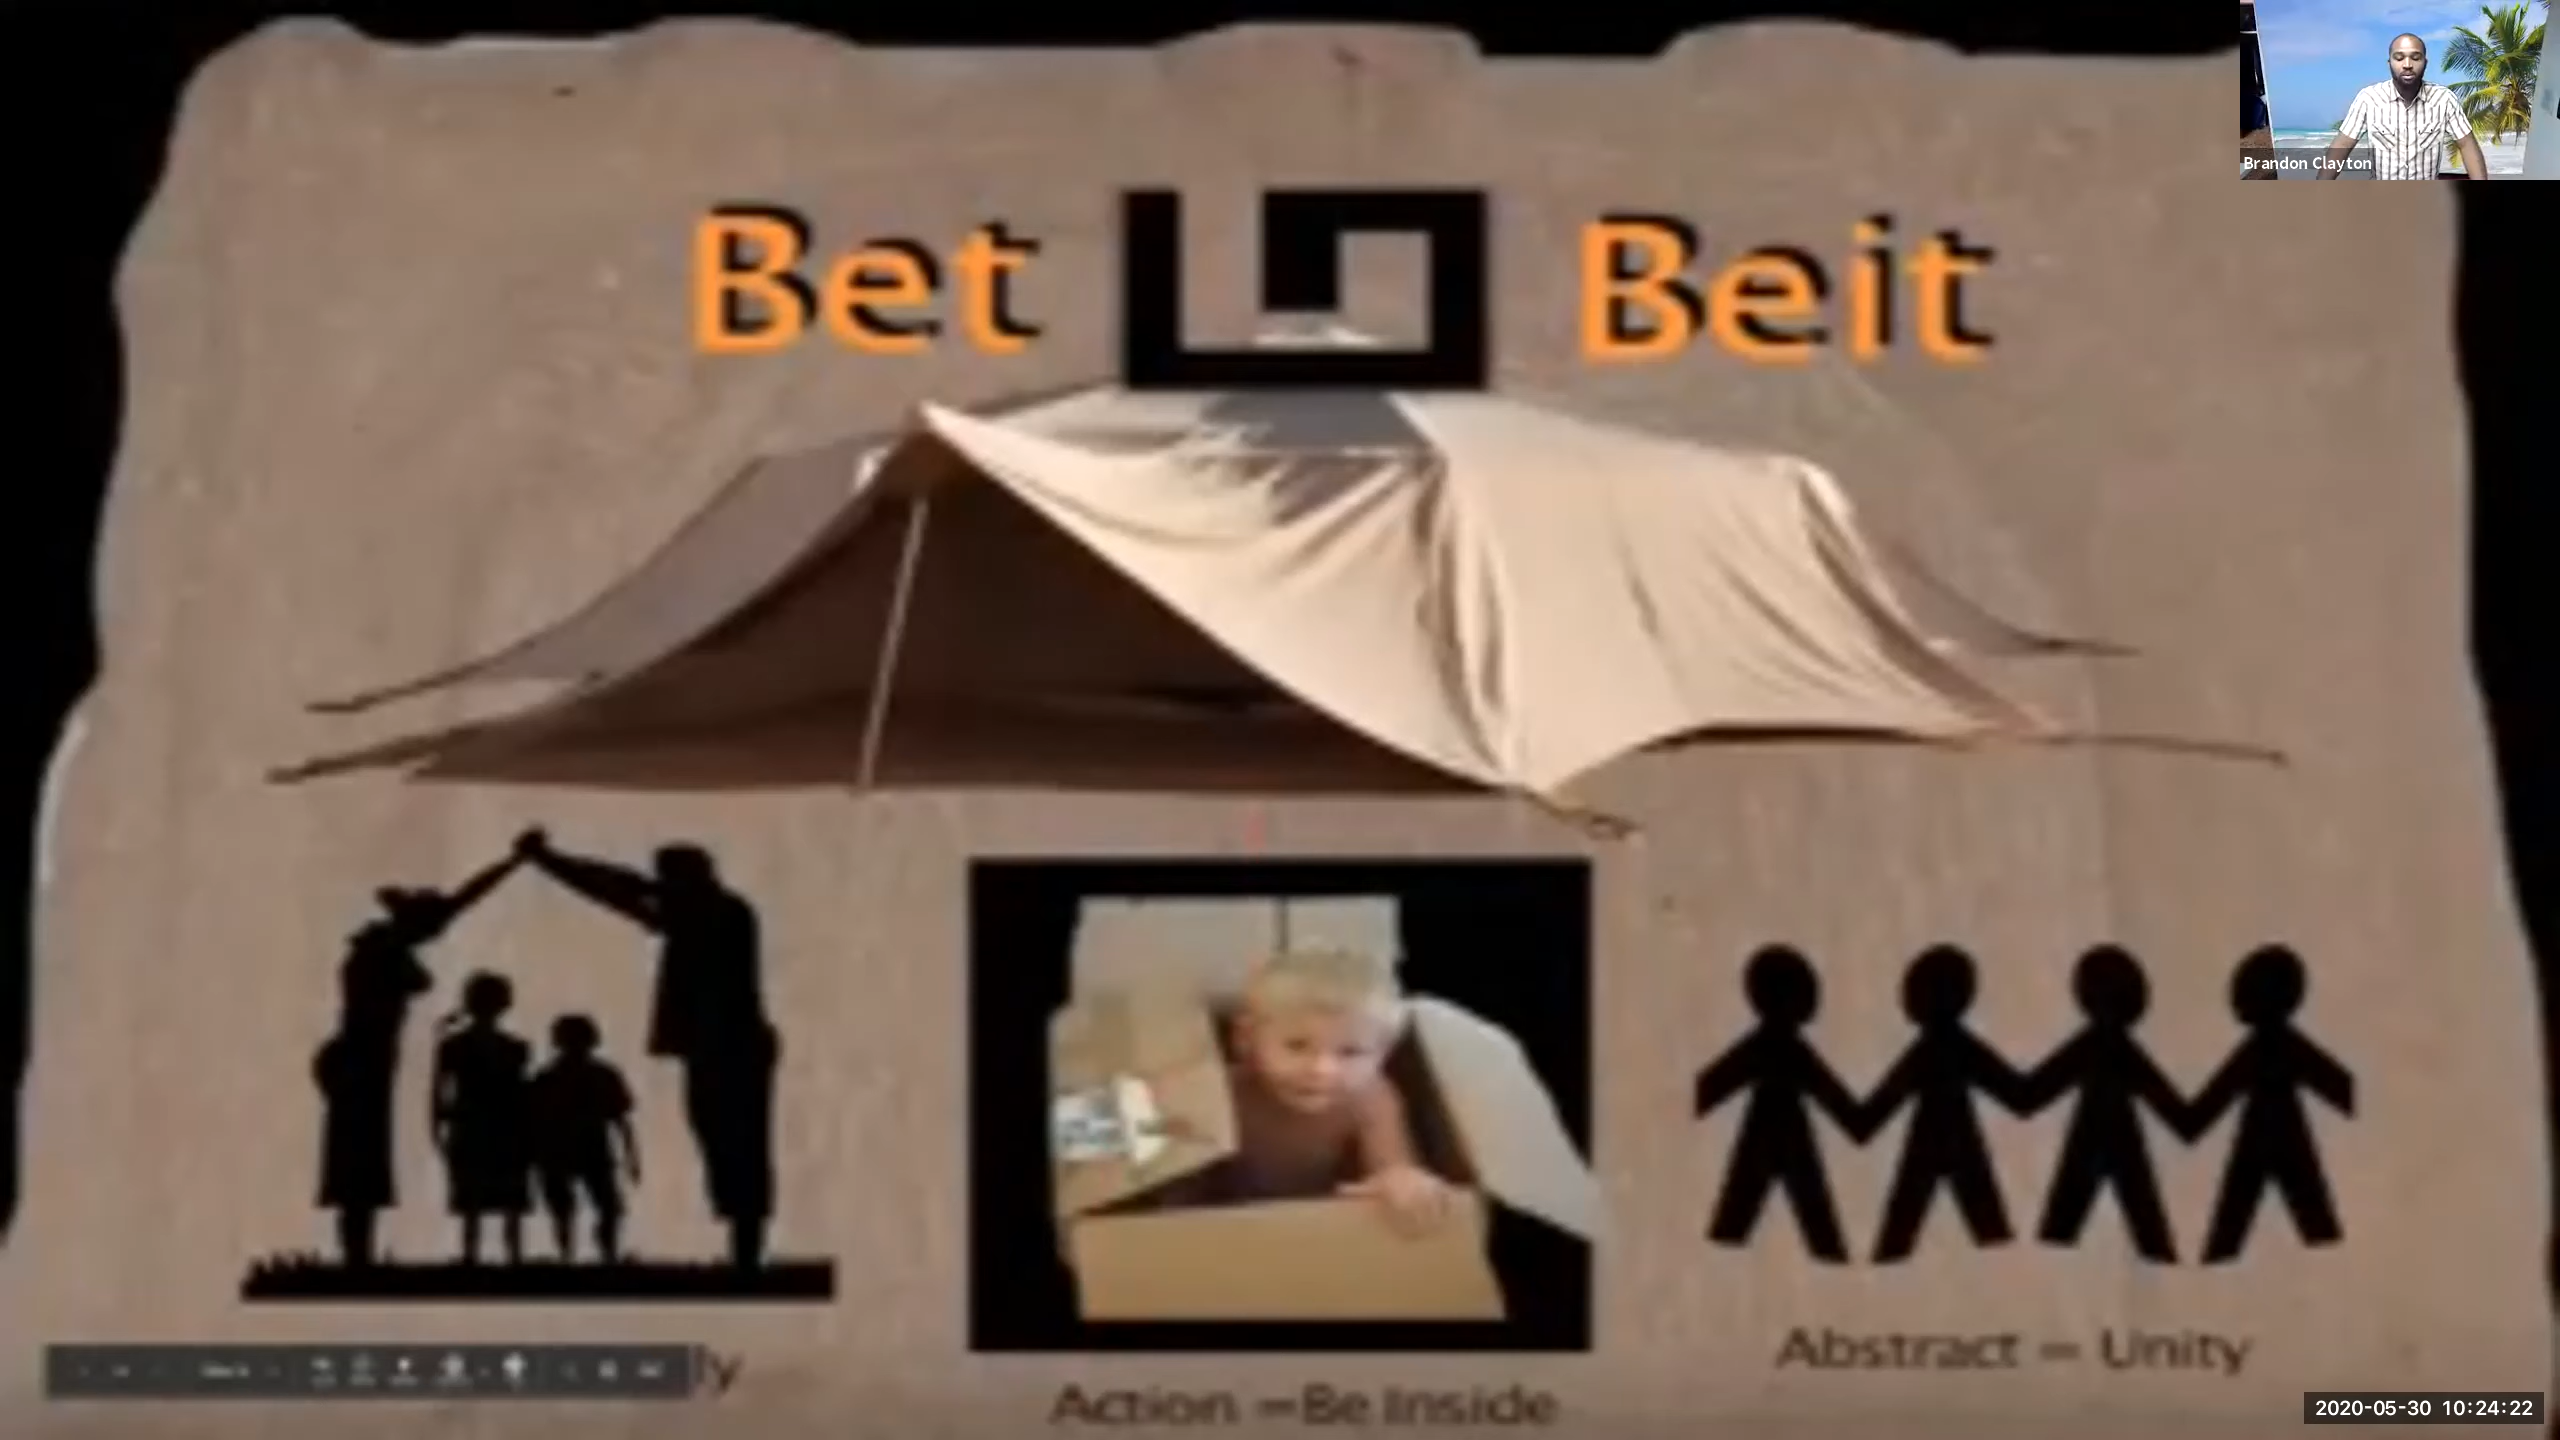 Brandon Clayton
Bet Beit
ly
Action = Be Inside
Abstract = Unity
2020-05-30 10:24:22